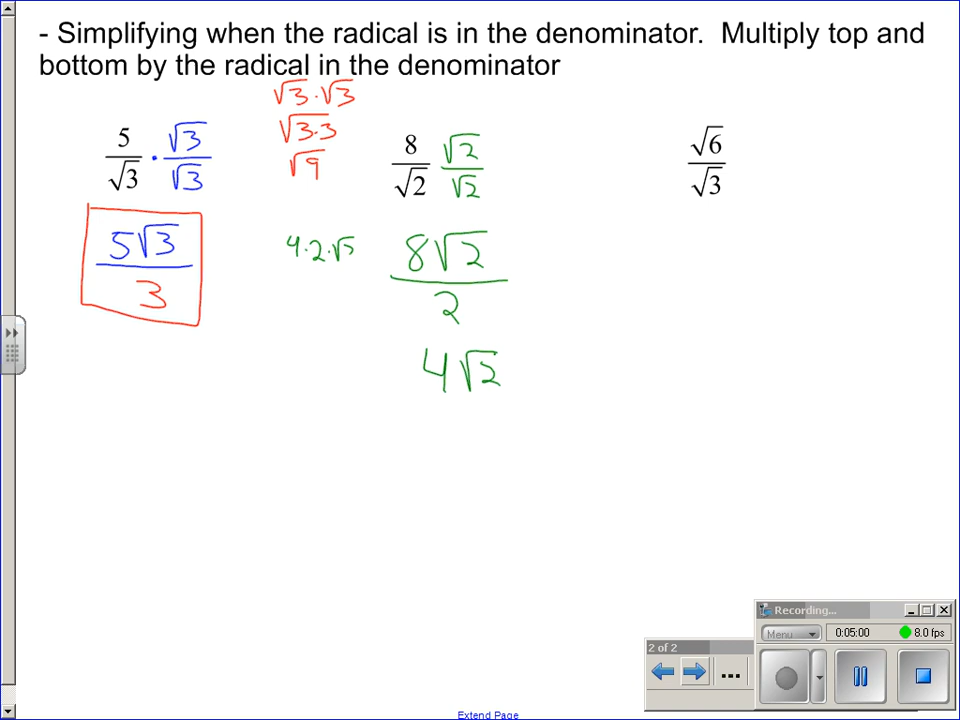 - Simplifying when the radical is in the denominator.  Multiply top and
bottom by the radical in the denominator
√3 · √3
√3·3
√9
5/√3 · √3/√3
5√3/3
8/√2 √2/√2
4·2·√2
8√2/2
4√2
√6/√3
Recording...
Menu
0:05:00
8.0 fps
2 of 2
...
Extend Page